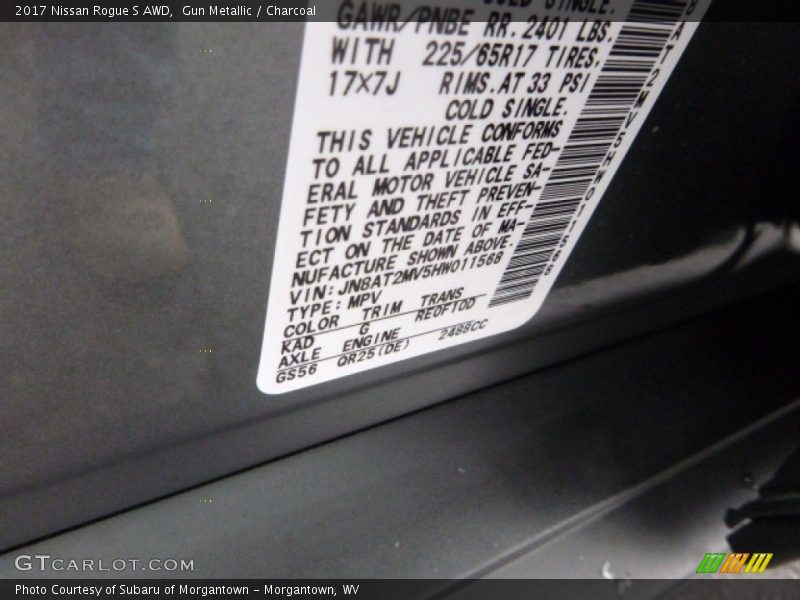 2017 Nissan Rogue S AWD,  Gun Metallic / Charcoal
COLD SINGLE.
GAWR/PNBE RR. 2401 LBS.
WITH 225/65R17 TIRES.
17X7J RIMS.AT 33 PSI
COLD SINGLE.
THIS VEHICLE CONFORMS
TO ALL APPLICABLE FED-
ERAL MOTOR VEHICLE SA-
FETY AND THEFT PREVEN-
TION STANDARDS IN EFF-
ECT ON THE DATE OF MA-
NUFACTURE SHOWN ABOVE.
VIN:JN8AT2MV5HW011568
TYPE:MPV
COLOR TRIM TRANS
KAD G RE0F10D
AXLE ENGINE
GS56 QR25(DE) 2488CC
GTCARLOT.COM
Photo Courtesy of Subaru of Morgantown - Morgantown, WV